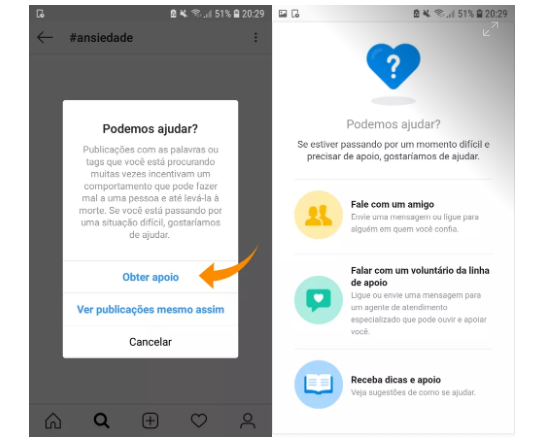 51% 20:29
#ansiedade
Podemos ajudar?
Publicações com as palavras ou
tags que você está procurando
muitas vezes incentivam um
comportamento que pode fazer
mal a uma pessoa e até levá-la à
morte. Se você está passando por
uma situação difícil, gostaríamos
de ajudar.
Obter apoio
Ver publicações mesmo assim
Cancelar
51% 20:29
Podemos ajudar?
Se estiver passando por um momento difícil e
precisar de apoio, gostaríamos de ajudar.
Fale com um amigo
Envie uma mensagem ou ligue para
alguém em quem você confia.
Falar com um voluntário da linha
de apoio
Ligue ou envie uma mensagem para
um agente de atendimento
especializado que pode ouvir e apoiar
você.
Receba dicas e apoio
Veja sugestões de como se ajudar.